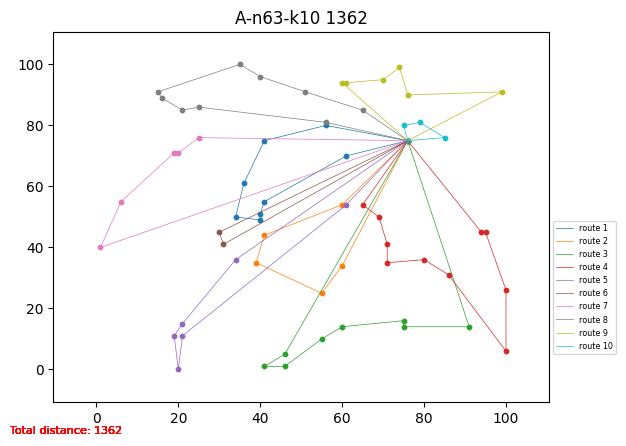 A-n63-k10 1362
100
80
60
40
20
0
0 20 40 60 80 100
route 1
route 2
route 3
route 4
route 5
route 6
route 7
route 8
route 9
route 10
Total distance: 1362